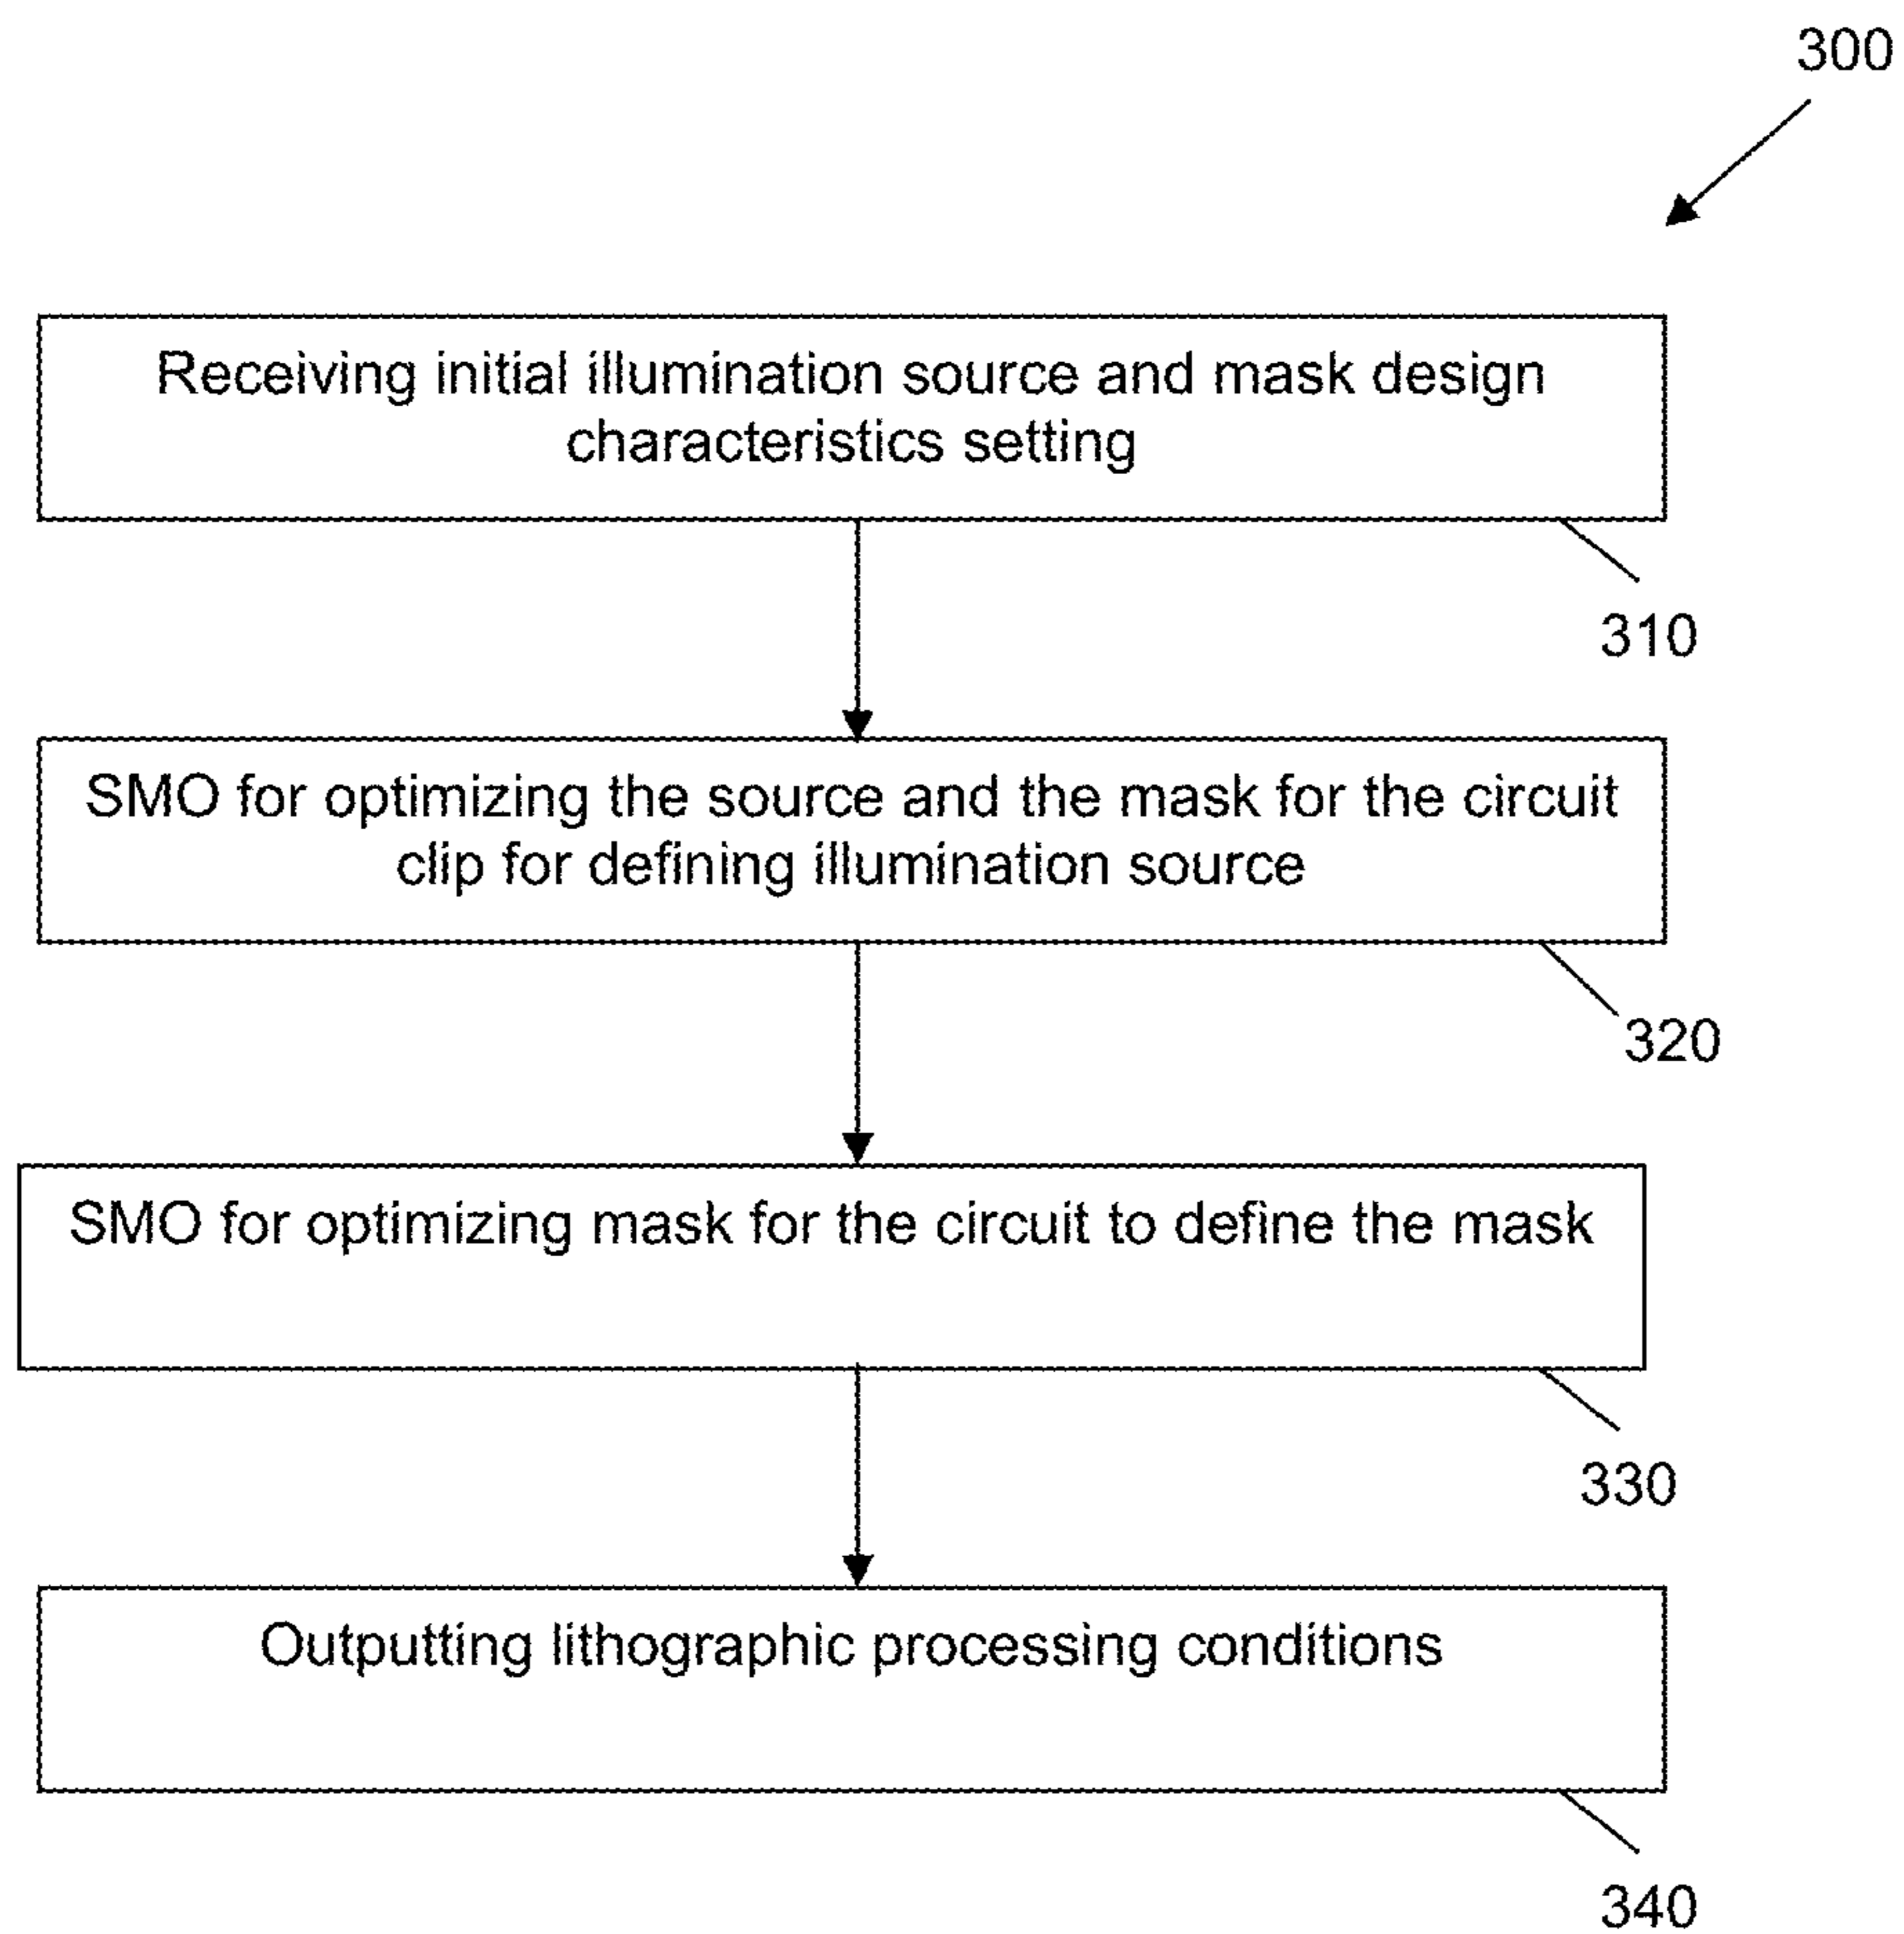 300
Receiving initial illumination source and mask design
characteristics setting
310
SMO for optimizing the source and the mask for the circuit
clip for defining illumination source
320
SMO for optimizing mask for the circuit to define the mask
330
Outputting lithographic processing conditions
340